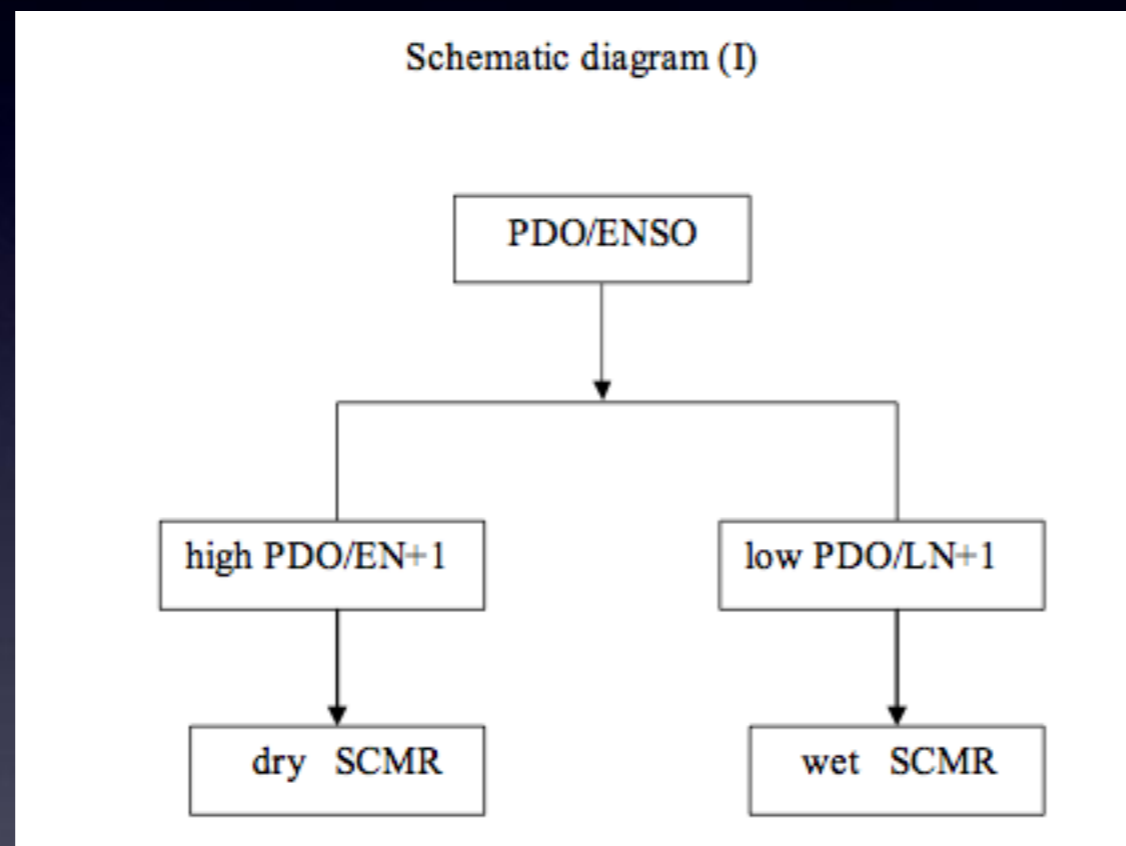 Schematic diagram (I)
PDO/ENSO
high PDO/EN+1
low PDO/LN+1
dry SCMR
wet SCMR